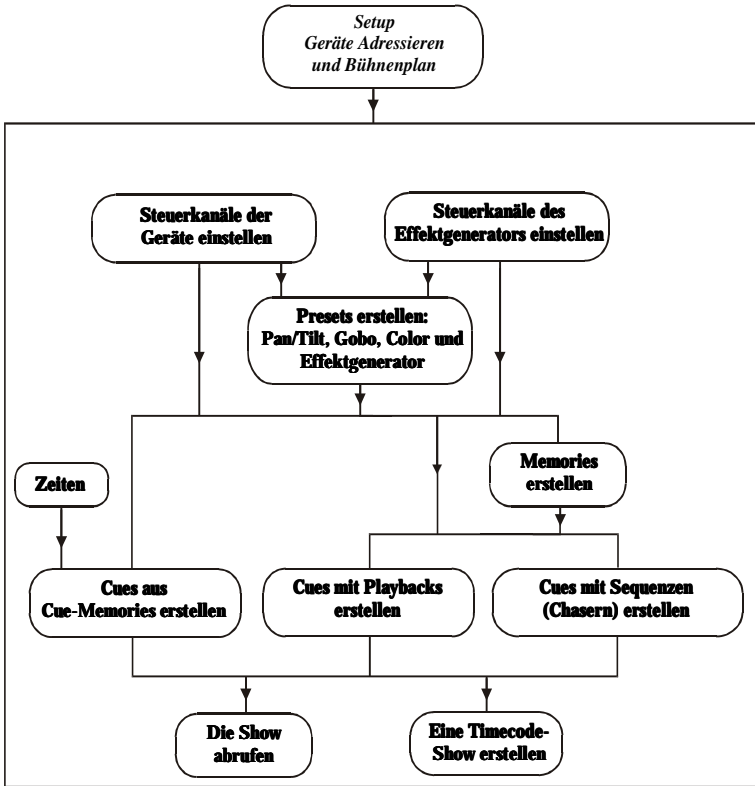 Setup
Geräte Adressieren
und Bühnenplan
Steuerkanäle der
Geräte einstellen
Steuerkanäle des
Effektgenerators einstellen
Presets erstellen:
Pan/Tilt, Gobo, Color und
Effektgenerator
Memories
erstellen
Zeiten
Cues aus
Cue-Memories erstellen
Cues mit Playbacks
erstellen
Cues mit Sequenzen
(Chasern) erstellen
Die Show
abrufen
Eine Timecode-
Show erstellen